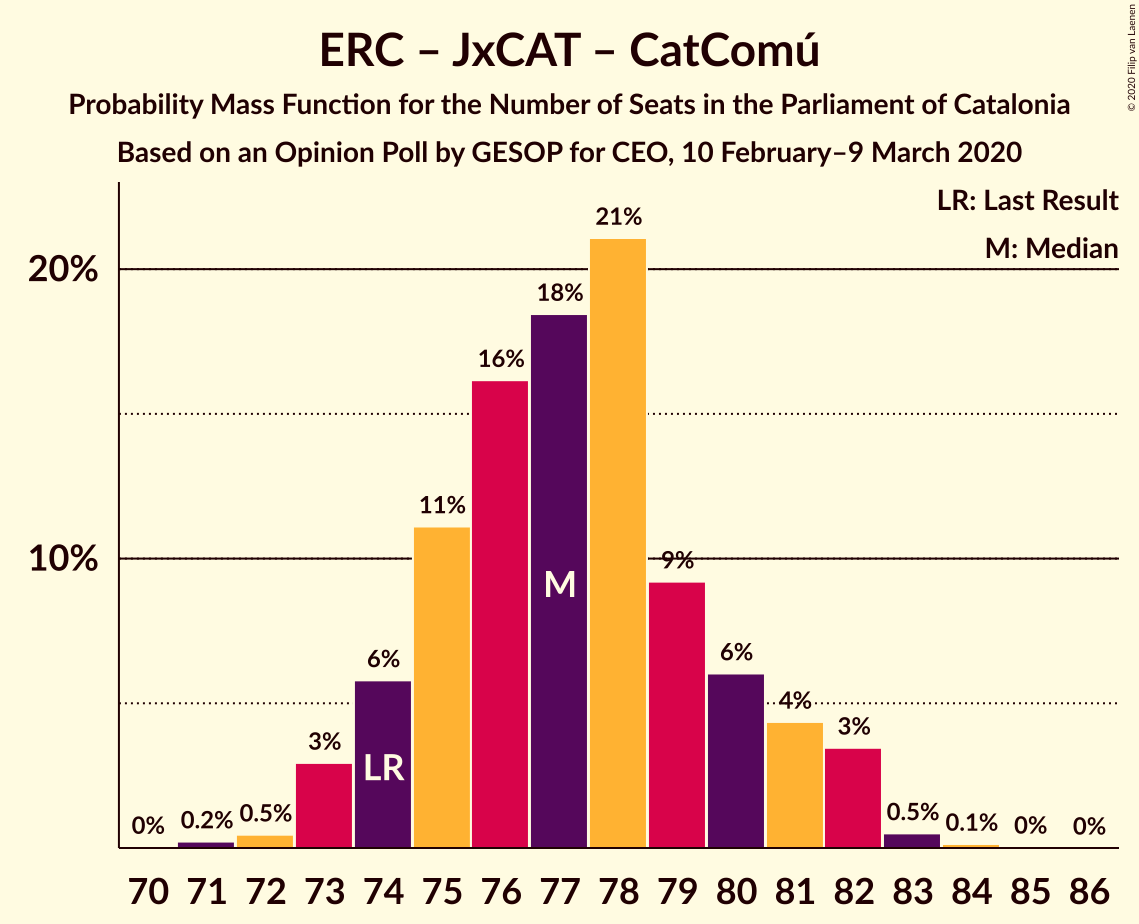 ERC – JxCAT – CatComú
Probability Mass Function for the Number of Seats in the Parliament of Catalonia
Based on an Opinion Poll by GESOP for CEO, 10 February–9 March 2020
© 2020 Filip van Laenen
LR: Last Result
M: Median
20%
10%
0% 0.2% 0.5% 3% 6% 11% 16% 18% 21% 9% 6% 4% 3% 0.5% 0.1% 0% 0%
LR M
70 71 72 73 74 75 76 77 78 79 80 81 82 83 84 85 86